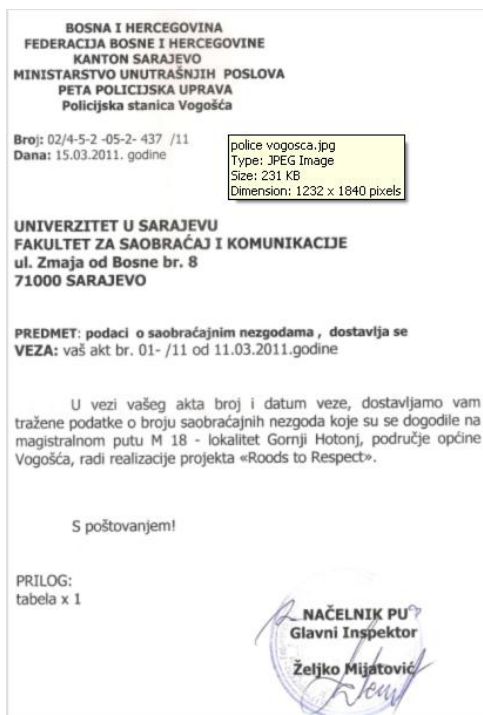 BOSNA I HERCEGOVINA
FEDERACIJA BOSNE I HERCEGOVINE
KANTON SARAJEVO
MINISTARSTVO UNUTRAŠNJIH POSLOVA
PETA POLICIJSKA UPRAVA
Policijska stanica Vogošća
Broj: 02/4-5-2 -05-2- 437 /11
Dana: 15.03.2011. godine
police vogosca.jpg
Type: JPEG Image
Size: 231 KB
Dimension: 1232 x 1840 pixels
UNIVERZITET U SARAJEVU
FAKULTET ZA SAOBRAĆAJ I KOMUNIKACIJE
ul. Zmaja od Bosne br. 8
71000 SARAJEVO
PREDMET: podaci o saobraćajnim nezgodama , dostavlja se
VEZA: vaš akt br. 01- /11 od 11.03.2011.godine
U vezi vašeg akta broj i datum veze, dostavljamo vam
tražene podatke o broju saobraćajnih nezgoda koje su se dogodile na
magistralnom putu M 18 - lokalitet Gornji Hotonj, područje općine
Vogošća, radi realizacije projekta «Roods to Respect».
S poštovanjem!
PRILOG:
tabela x 1
NAČELNIK PU
Glavni Inspektor
Željko Mijatović